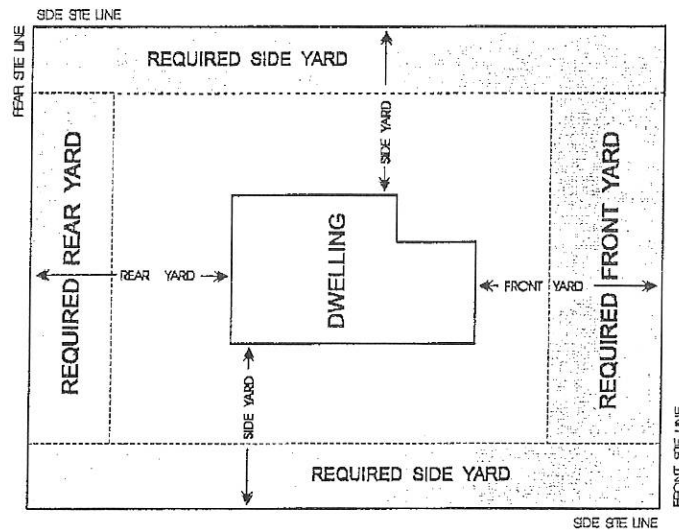 SIDE SITE LINE
REAR SITE LINE
REQUIRED SIDE YARD
SIDE YARD
REQUIRED REAR YARD
REAR YARD
DWELLING
FRONT YARD
REQUIRED FRONT YARD
SIDE YARD
REQUIRED SIDE YARD
FRONT SITE LINE
SIDE SITE LINE